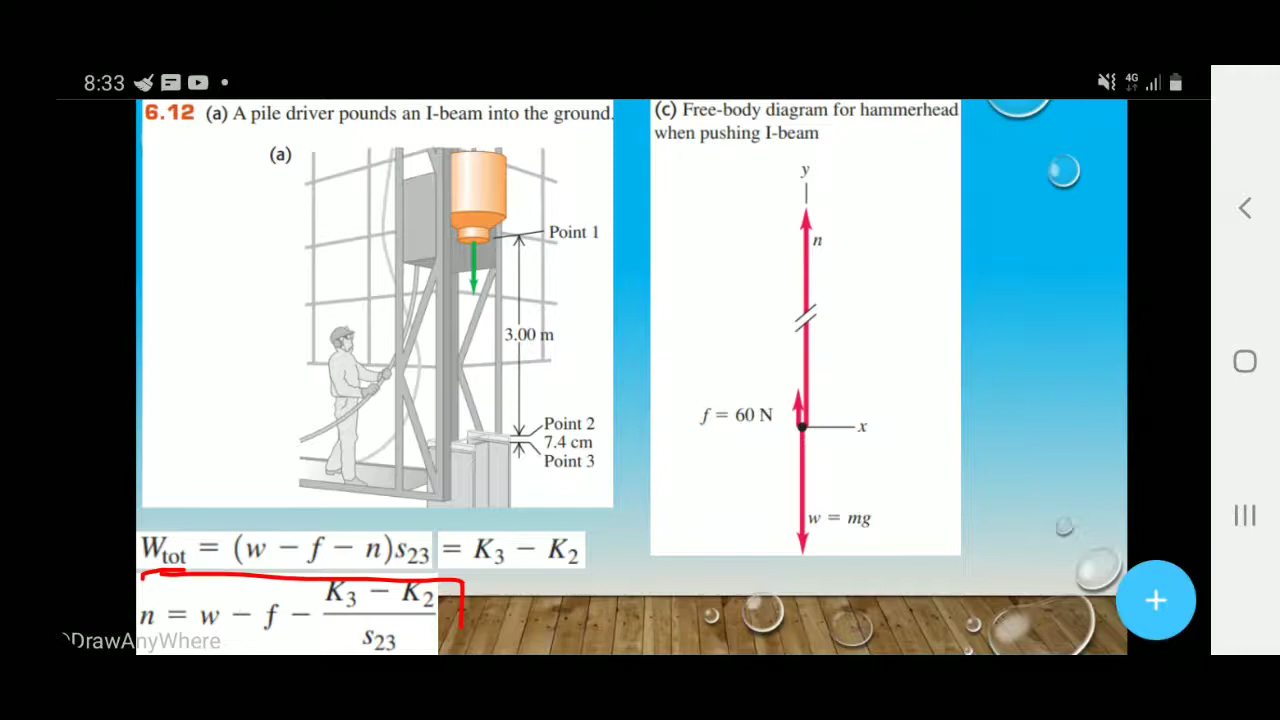 8:33
4G
6.12 (a) A pile driver pounds an I-beam into the ground.
(a)
Point 1
3.00 m
Point 2
7.4 cm
Point 3
(c) Free-body diagram for hammerhead
when pushing I-beam
y
n
f = 60 N
x
w = mg
W_tot = (w − f − n)s_23 = K_3 − K_2
n = w − f − \frac{K_3 − K_2}{s_23}
DrawAnyWhere